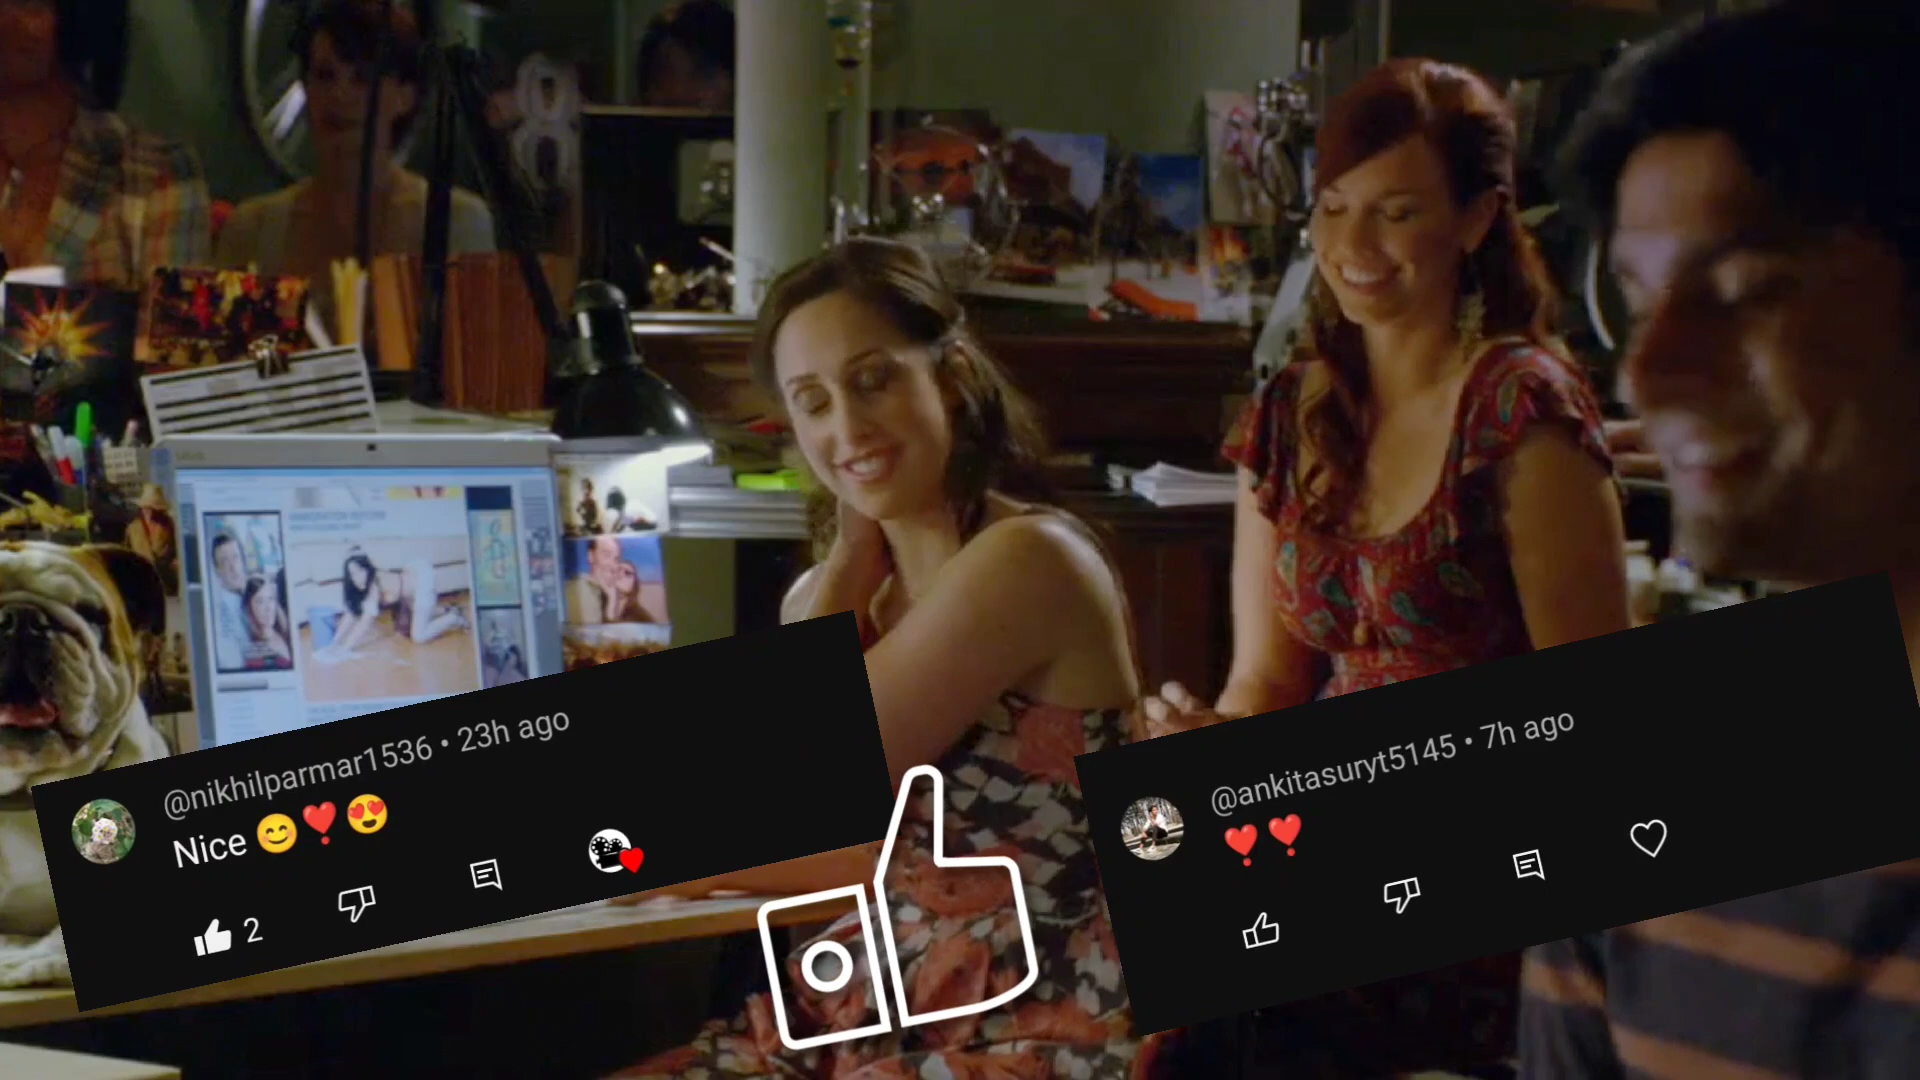 @nikhilparmar1536 • 23h ago
Nice 😊❣️😍
2
@ankitasuryt5145 • 7h ago
❣️❣️